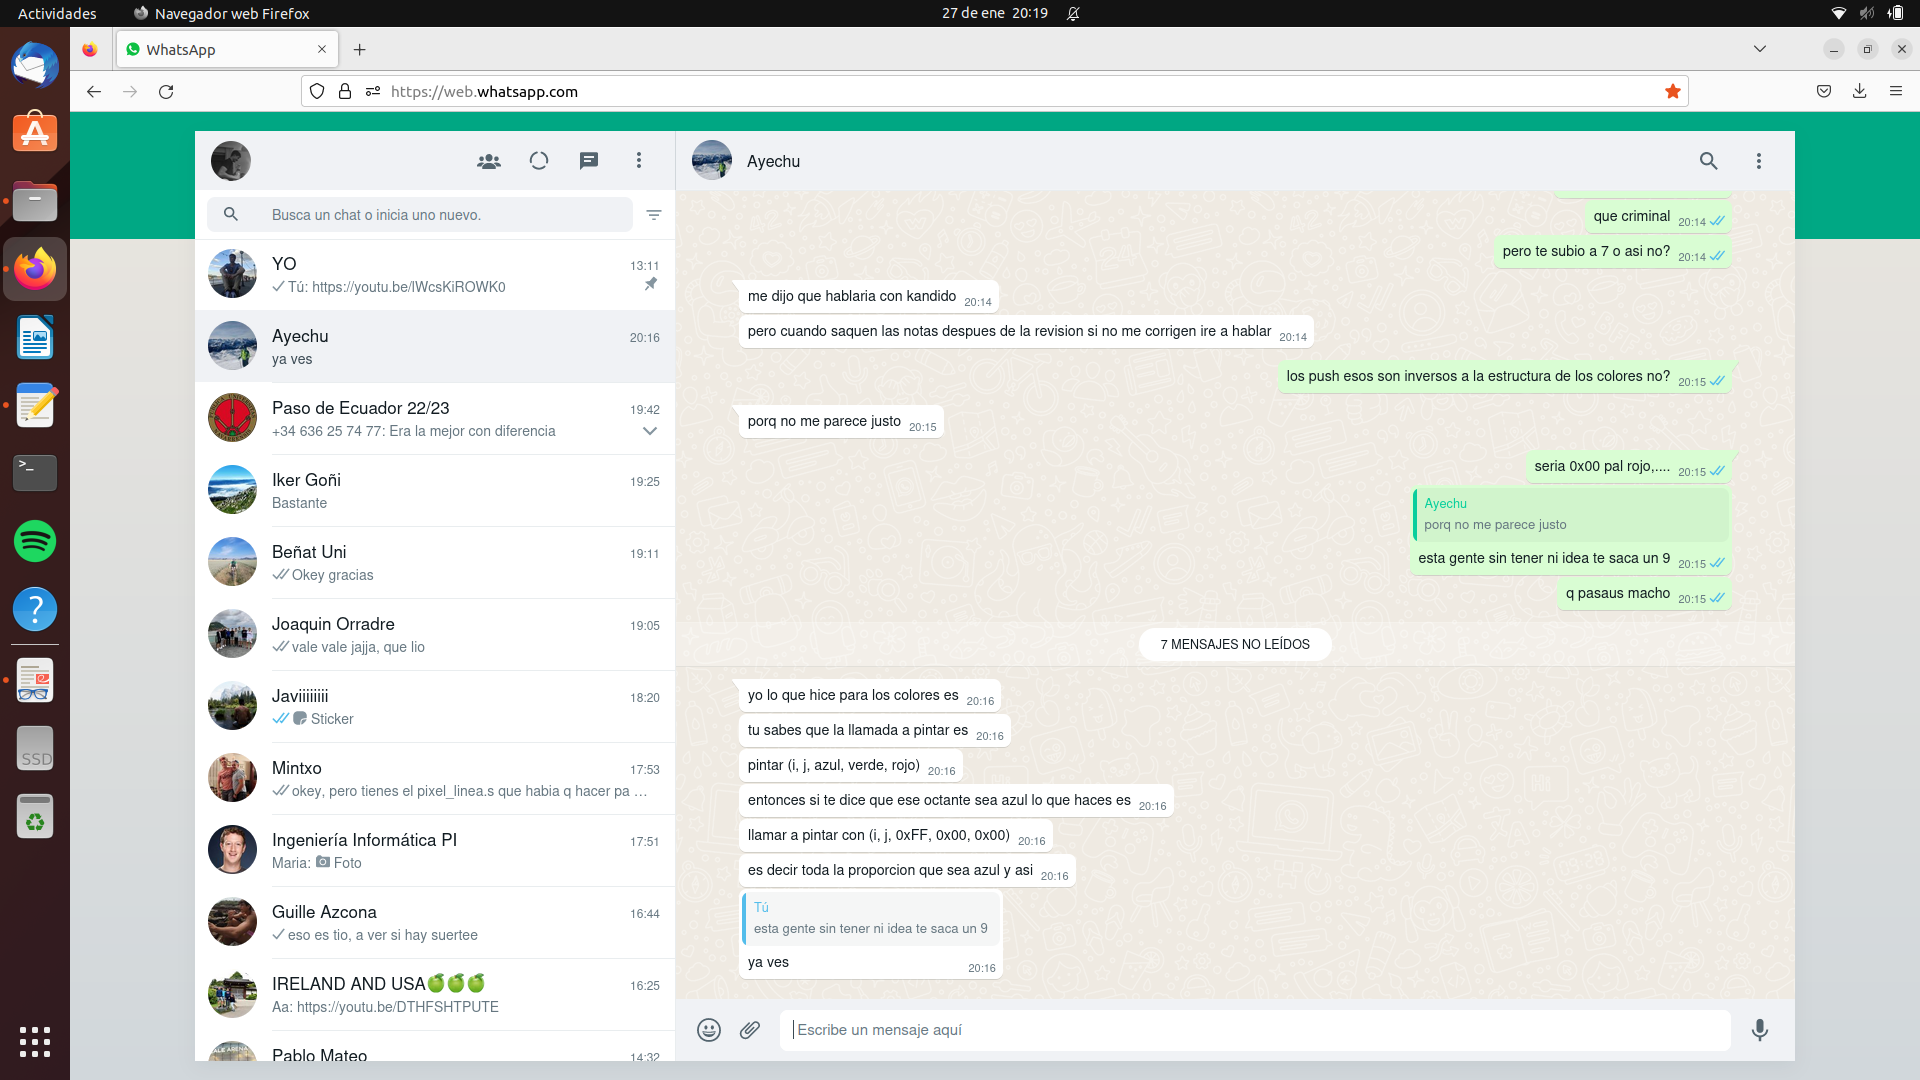 Actividades
Navegador web Firefox
27 de ene 20:19
WhatsApp
https://web.whatsapp.com
Busca un chat o inicia uno nuevo.
YO
13:11
Tú: https://youtu.be/lWcsKiROWK0
Ayechu
20:16
ya ves
Paso de Ecuador 22/23
19:42
+34 636 25 74 77: Era la mejor con diferencia
Iker Goñi
19:25
Bastante
Beñat Uni
19:11
Okey gracias
Joaquin Orradre
19:05
vale vale jajja, que lio
Javiiiiiiii
18:20
Sticker
Mintxo
17:53
okey, pero tienes el pixel_linea.s que habia q hacer pa ...
Ingeniería Informática PI
17:51
Maria: Foto
Guille Azcona
16:44
eso es tio, a ver si hay suertee
IRELAND AND USA🍏🍏🍏
16:25
Aa: https://youtu.be/DTHFSHTPUTE
Pablo Mateo
14:32
Ayechu
que criminal 20:14
pero te subio a 7 o asi no? 20:14
me dijo que hablaria con kandido 20:14
pero cuando saquen las notas despues de la revision si no me corrigen ire a hablar 20:14
los push esos son inversos a la estructura de los colores no? 20:15
porq no me parece justo 20:15
seria 0x00 pal rojo,.... 20:15
Ayechu
porq no me parece justo
esta gente sin tener ni idea te saca un 9 20:15
q pasaus macho 20:15
7 MENSAJES NO LEÍDOS
yo lo que hice para los colores es 20:16
tu sabes que la llamada a pintar es 20:16
pintar (i, j, azul, verde, rojo) 20:16
entonces si te dice que ese octante sea azul lo que haces es 20:16
llamar a pintar con (i, j, 0xFF, 0x00, 0x00) 20:16
es decir toda la proporcion que sea azul y asi 20:16
Tú
esta gente sin tener ni idea te saca un 9
ya ves 20:16
Escribe un mensaje aquí
SSD